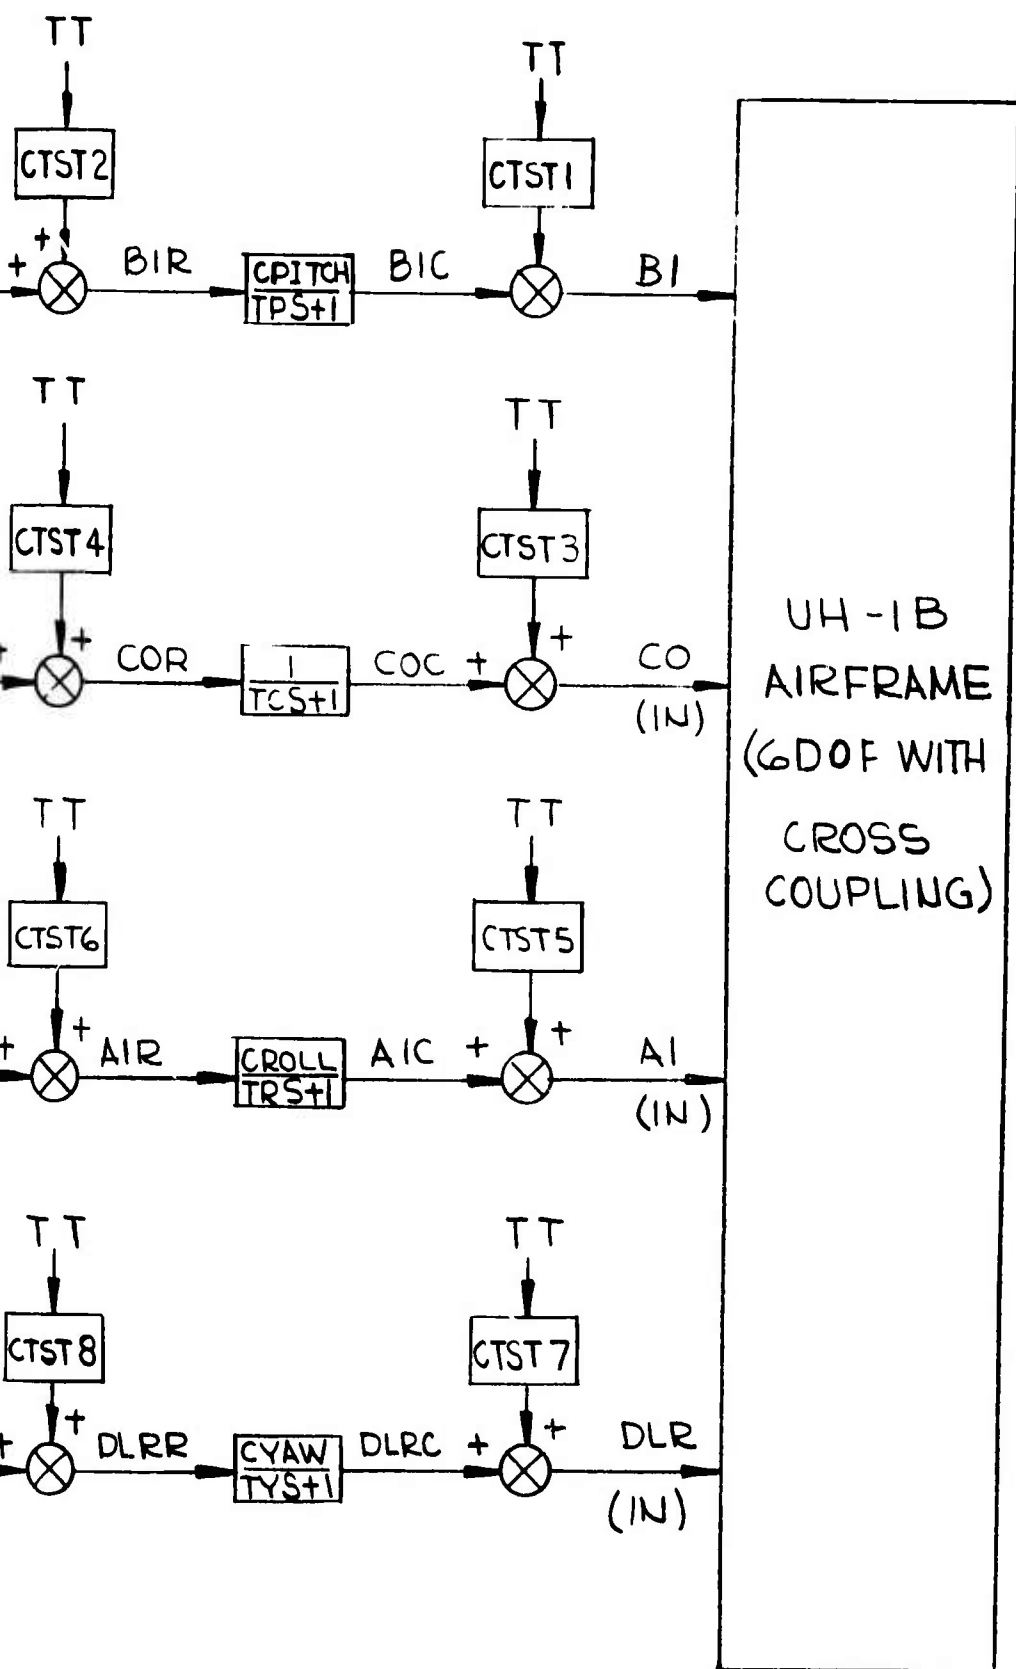 TT
TT
CTST2
CTST1
+
+
BIR
CPITCH
TPS+1
BIC
BI
TT
TT
CTST4
CTST3
+
+
COR
1
TCS+1
COC
+
+
CO
(IN)
UH-1B
AIRFRAME
(6DOF WITH
CROSS
COUPLING)
TT
TT
CTST6
CTST5
+
+
AIR
CROLL
TRS+1
AIC
+
+
AI
(IN)
TT
TT
CTST8
CTST7
+
+
DLRR
CYAW
TYS+1
DLRC
+
+
DLR
(IN)